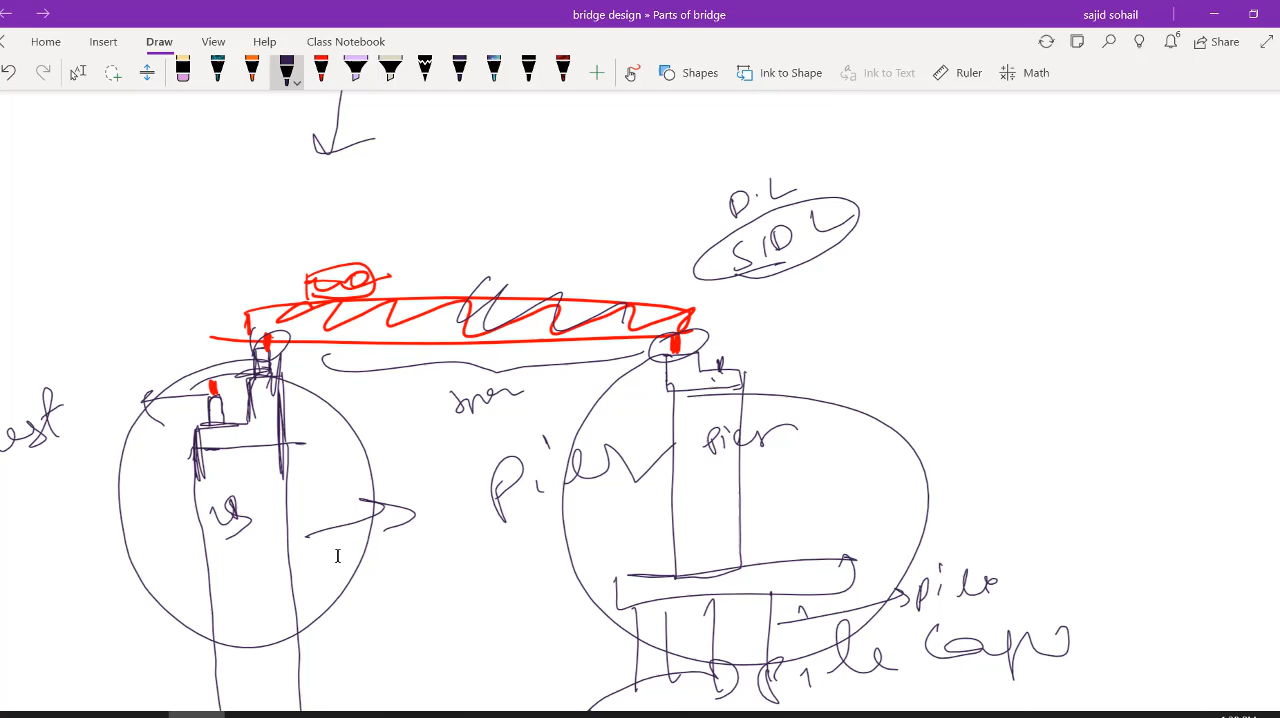 bridge design » Parts of bridge
sajid sohail
Home Insert Draw View Help Class Notebook
Share
Shapes
Ink to Shape
Ink to Text
Ruler
Math
D.L
SIDL
est
pier
Pier
pile
Pile Cap